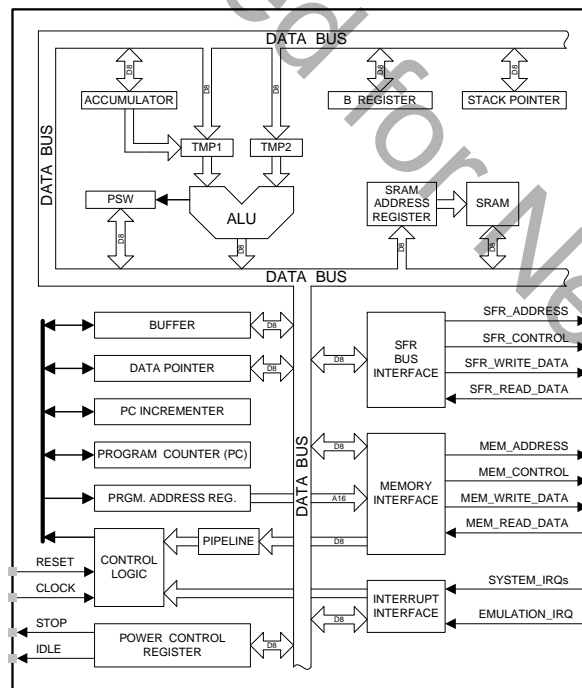 DATA BUS
D8
D8
D8
D8
D8
ACCUMULATOR
B REGISTER
STACK POINTER
DATA BUS
TMP1
TMP2
PSW
ALU
SRAM
ADDRESS
REGISTER
SRAM
D8
D8
D8
D8
DATA BUS
BUFFER
D8
DATA POINTER
D8
PC INCREMENTER
PROGRAM COUNTER (PC)
PRGM. ADDRESS REG.
A16
DATA BUS
D8
SFR
BUS
INTERFACE
SFR_ADDRESS
SFR_CONTROL
SFR_WRITE_DATA
SFR_READ_DATA
D8
MEMORY
INTERFACE
MEM_ADDRESS
MEM_CONTROL
MEM_WRITE_DATA
MEM_READ_DATA
RESET
CLOCK
CONTROL
LOGIC
PIPELINE
D8
INTERRUPT
INTERFACE
SYSTEM_IRQs
EMULATION_IRQ
D8
STOP
IDLE
POWER CONTROL
REGISTER
D8